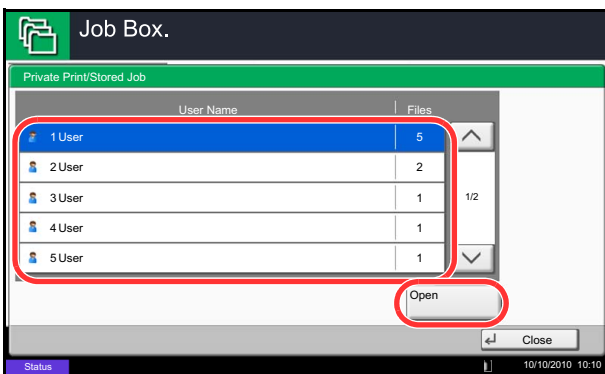 Job Box.
Private Print/Stored Job
User Name Files
1 User 5
2 User 2
3 User 1
1/2
4 User 1
5 User 1
Open
Close
Status 10/10/2010 10:10